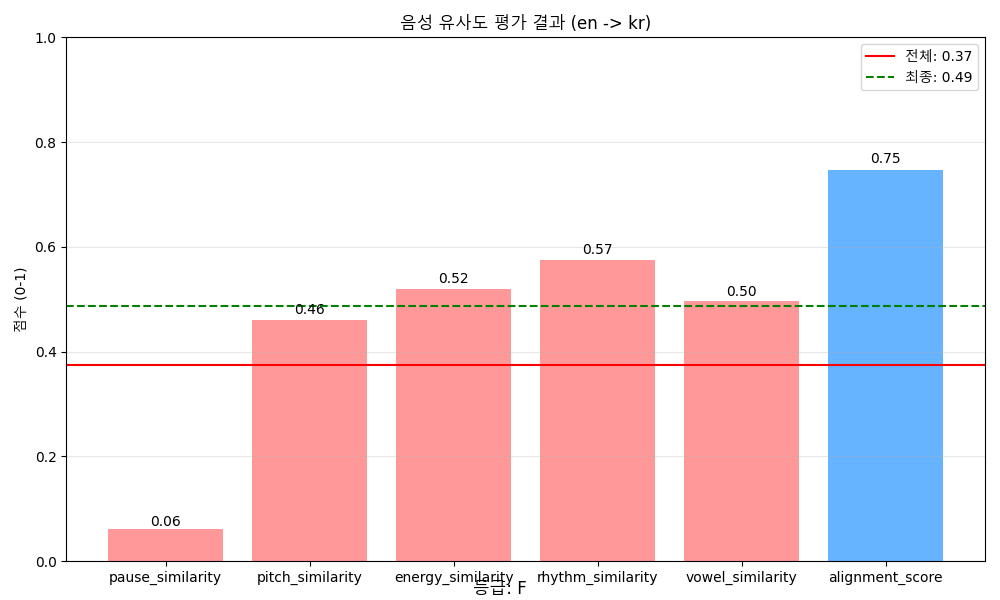 음성 유사도 평가 결과 (en -> kr)
전체: 0.37
최종: 0.49
점수 (0-1)
1.0
0.8
0.6
0.4
0.2
0.0
0.06
0.46
0.52
0.57
0.50
0.75
pause_similarity
pitch_similarity
energy_similarity
rhythm_similarity
vowel_similarity
alignment_score
등급: F